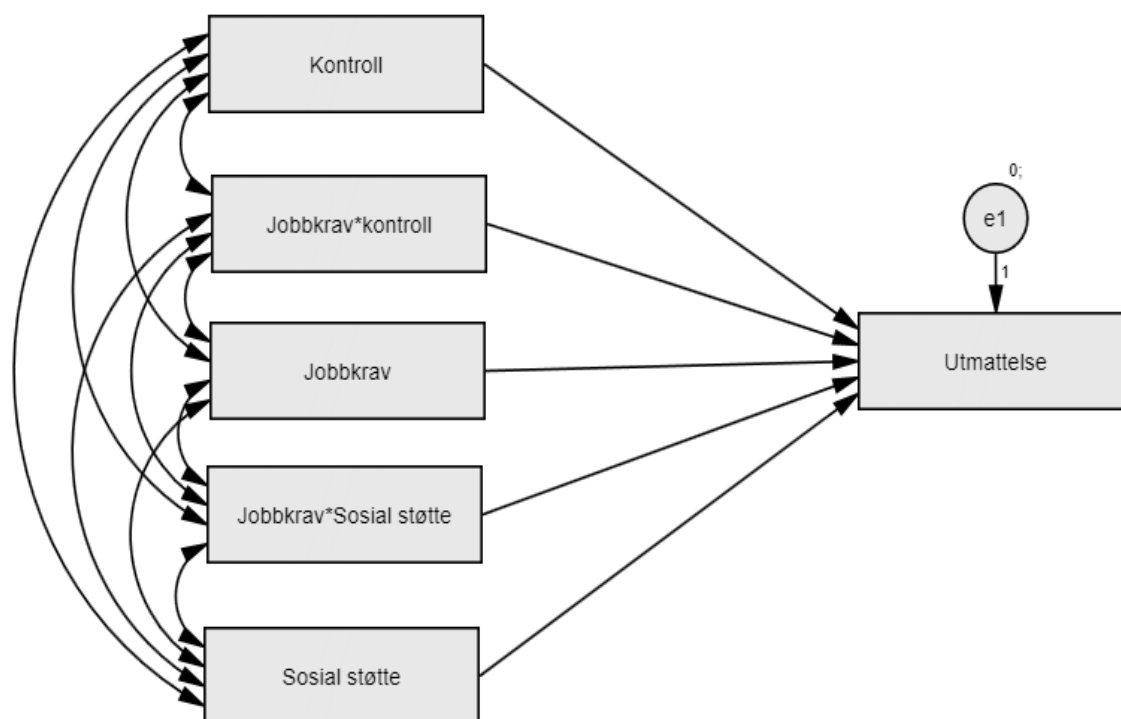 Kontroll
Jobbkrav*kontroll
Jobbkrav
Jobbkrav*Sosial støtte
Sosial støtte
0;
e1
1
Utmattelse